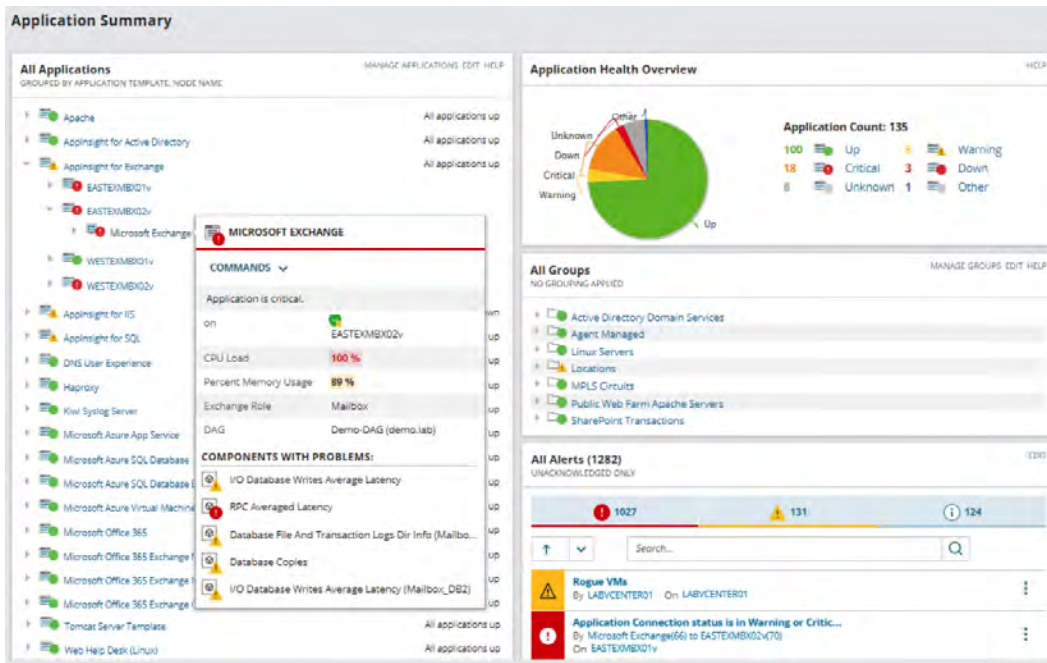 Application Summary
All Applications
MANAGE APPLICATIONS EDIT HELP
GROUPED BY APPLICATION TEMPLATE, NODE NAME
Apache All applications up
AppInsight for Active Directory All applications up
AppInsight for Exchange All applications up
EASTEXMBX01v
EASTEXMBX02v
Microsoft Exchange
WESTEXMBX01v
WESTEXMBX02v
AppInsight for IIS
AppInsight for SQL up
DNS User Experience up
Haproxy up
Kiwi Syslog Server up
Microsoft Azure App Service up
Microsoft Azure SQL Database up
Microsoft Azure SQL Database up
Microsoft Azure Virtual Machine up
Microsoft Office 365 up
Microsoft Office 365 Exchange up
Microsoft Office 365 Exchange up
Microsoft Office 365 Exchange up
Tomcat Server Template All applications up
Web Help Desk (Linux) All applications up
MICROSOFT EXCHANGE
COMMANDS
Application is critical.
on EASTEXMBX02v
CPU Load 100 %
Percent Memory Usage 89 %
Exchange Role Mailbox
DAG Demo-DAG (demo.lab)
COMPONENTS WITH PROBLEMS:
I/O Database Writes Average Latency
RPC Averaged Latency
Database File And Transaction Logs Dir Info (Mailbo...
Database Copies
I/O Database Writes Average Latency (Mailbox_DB2)
Application Health Overview
HELP
Other
Unknown
Down
Critical
Warning
Up
Application Count: 135
100 Up Warning
18 Critical 3 Down
Unknown 1 Other
All Groups
MANAGE GROUPS EDIT HELP
NO GROUPING APPLIED
Active Directory Domain Services
Agent Managed
Linux Servers
Locations
MPLS Circuits
Public Web Farm Apache Servers
SharePoint Transactions
All Alerts (1282)
EDIT
UNACKNOWLEDGED ONLY
1027 131 124
Search...
Rogue VMs
By LABVCENTER01 On LABVCENTER01
Application Connection status is in Warning or Critic...
By Microsoft Exchange(66) to EASTEXMBX02v(70)
On EASTEXMBX01v